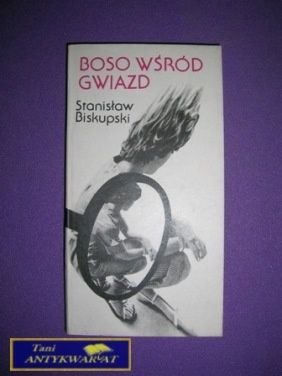 BOSO WŚRÓD
GWIAZD
Stanisław
Biskupski
Tani
ANTYKWARIAT